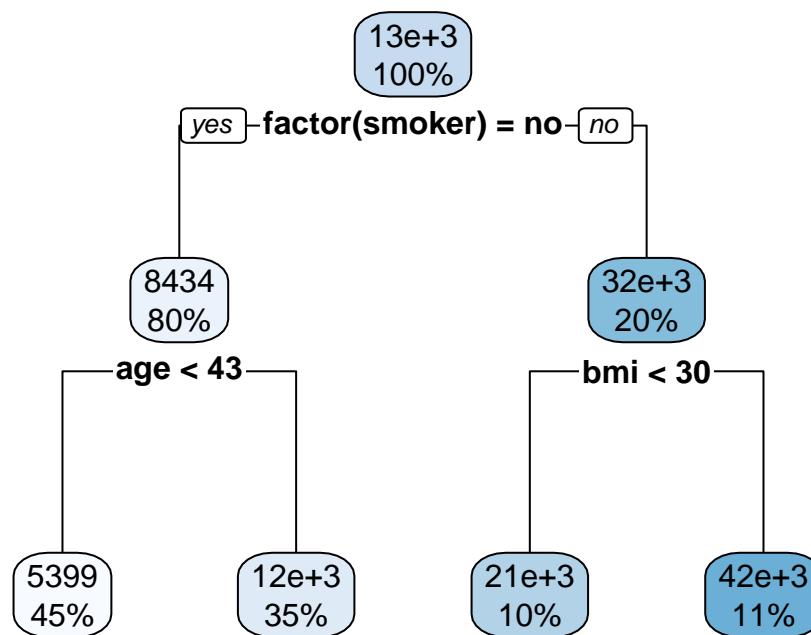 13e+3
100%
yes factor(smoker) = no no
8434
80%
32e+3
20%
age < 43
bmi < 30
5399
45%
12e+3
35%
21e+3
10%
42e+3
11%